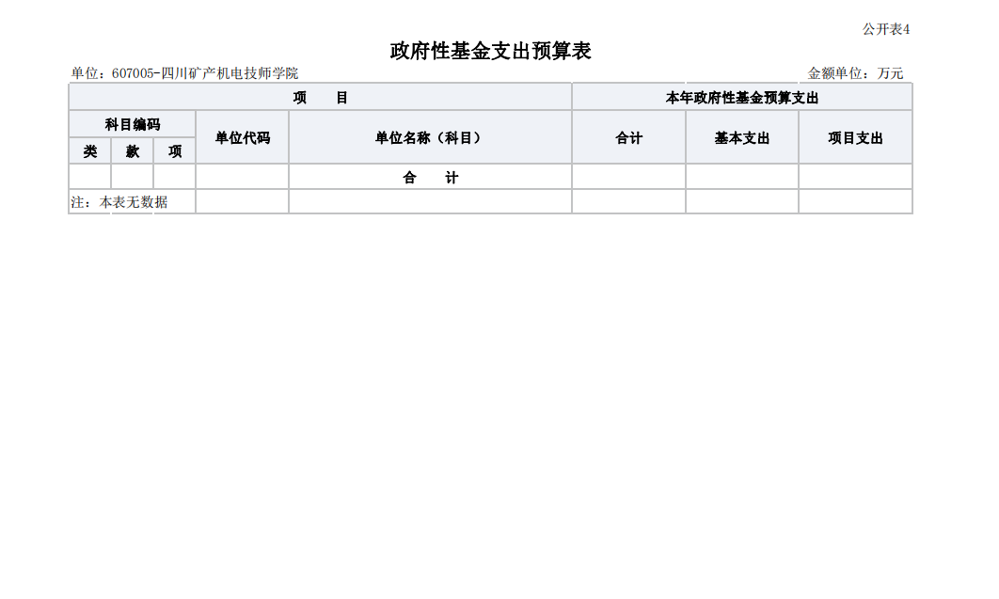 公开表4
政府性基金支出预算表
单位：607005-四川矿产机电技师学院 金额单位：万元
项 目 本年政府性基金预算支出
科目编码 单位代码 单位名称（科目） 合计 基本支出 项目支出
类 款 项
合 计
注：本表无数据